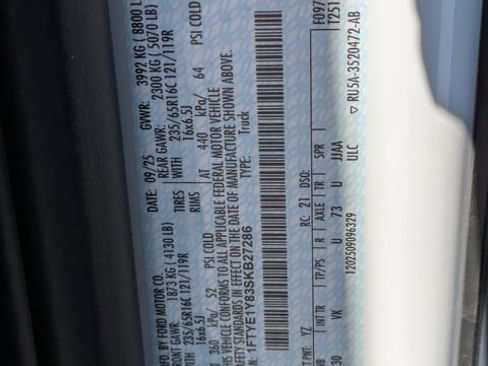 MFD. BY FORD MOTOR CO.
DATE: 09/25 GVWR: 3992 KG ( 8800 L
FRONT GAWR: 1873 KG ( 4130 LB) REAR GAWR: 2300 KG ( 5070 LB)
235/65R16C 121/119R TIRES WITH 235/65R16C 121/119R
16x6.5J RIMS 16x6.5J
AT 360 kPa/ 52 PSI COLD AT 440 kPa/ 64 PSI COLD
VEHICLE CONFORMS TO ALL APPLICABLE FEDERAL MOTOR VEHICLE
SAFETY STANDARDS IN EFFECT ON THE DATE OF MANUFACTURE SHOWN ABOVE.
1FTYE1Y83SKB27286 TYPE: Truck
F097
T251
EXT PNT: YZ RC: 21 DSO:
WB INT TR TP/PS R AXLE TR SPR
30 VK U 73 U JJAA
1202509096329 ULC
▽ RU5A-3520472-AB